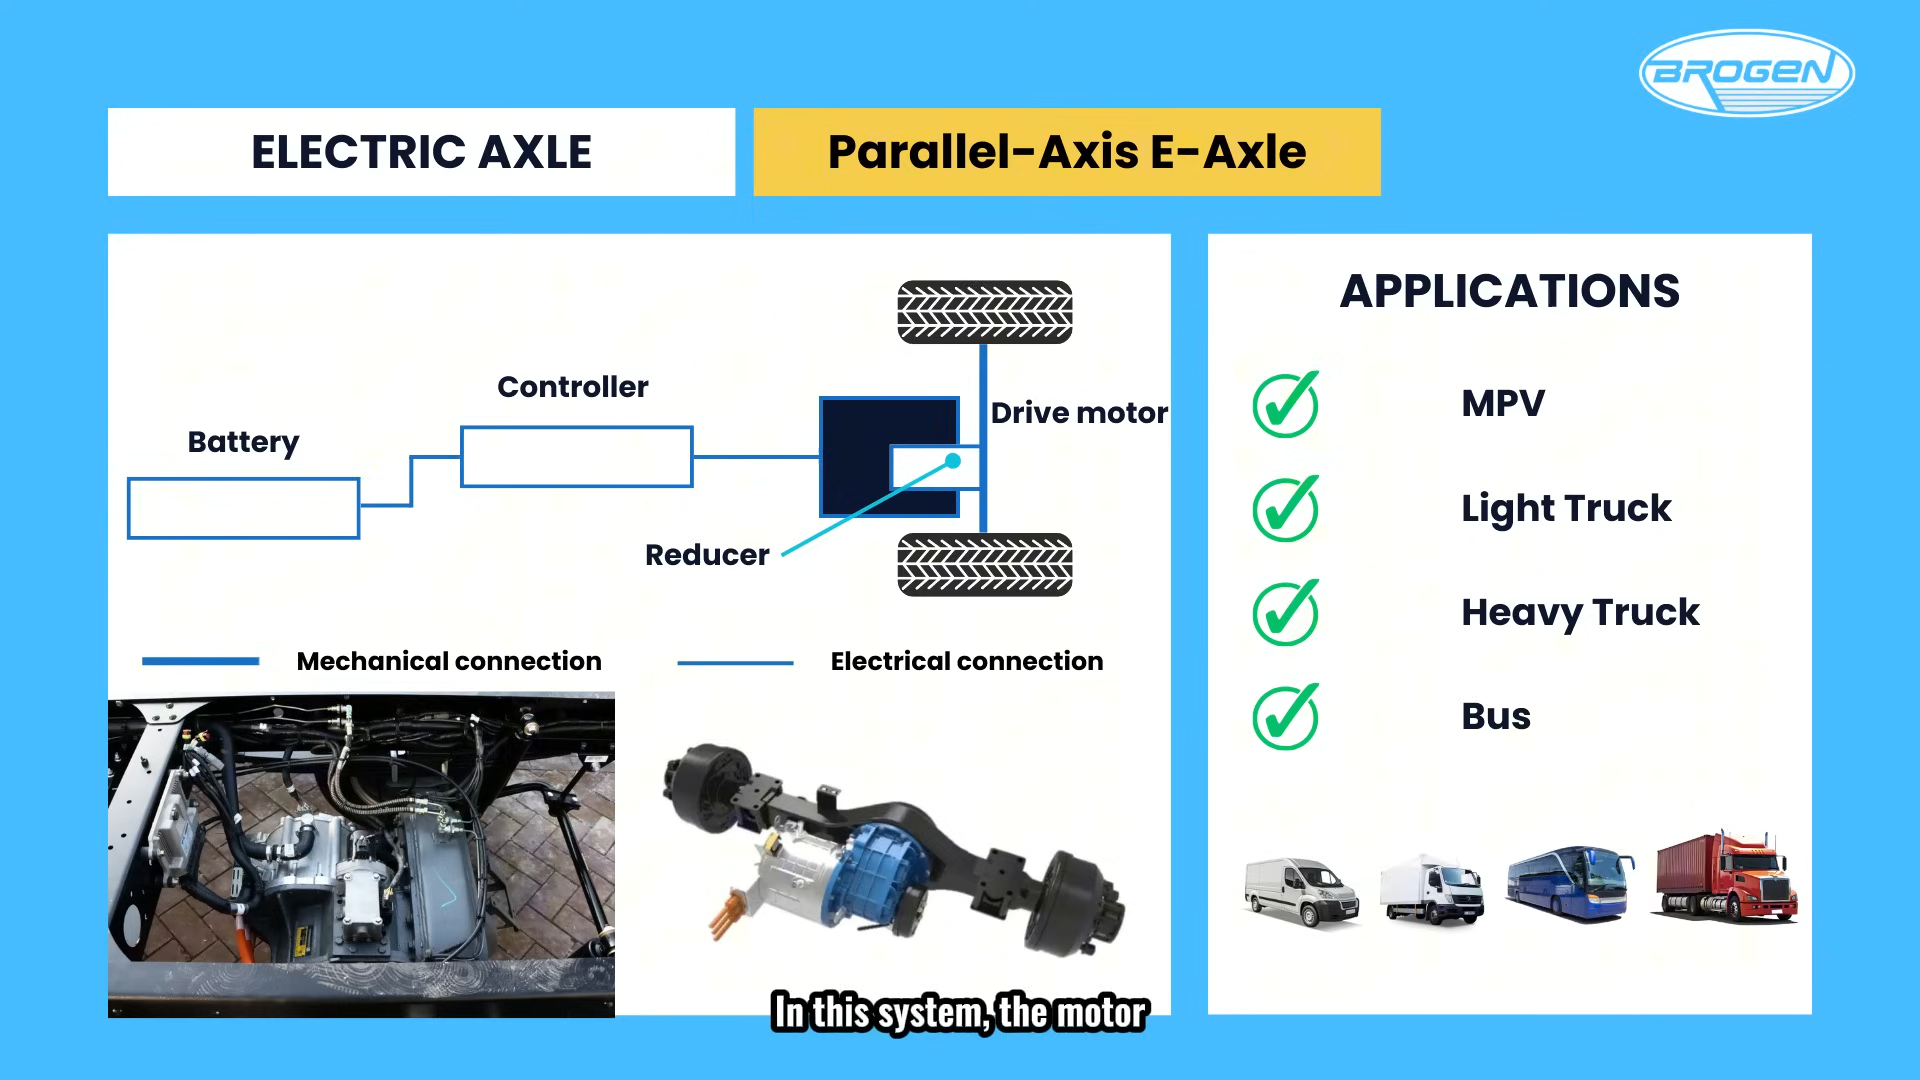 BROGEN
ELECTRIC AXLE
Parallel-Axis E-Axle
Controller
Battery
Drive motor
Reducer
Mechanical connection
Electrical connection
APPLICATIONS
MPV
Light Truck
Heavy Truck
Bus
In this system, the motor